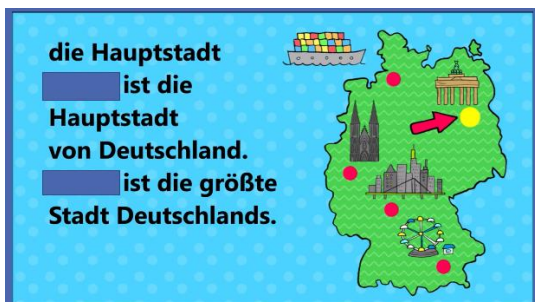 die Hauptstadt
ist die
Hauptstadt
von Deutschland.
ist die größte
Stadt Deutschlands.